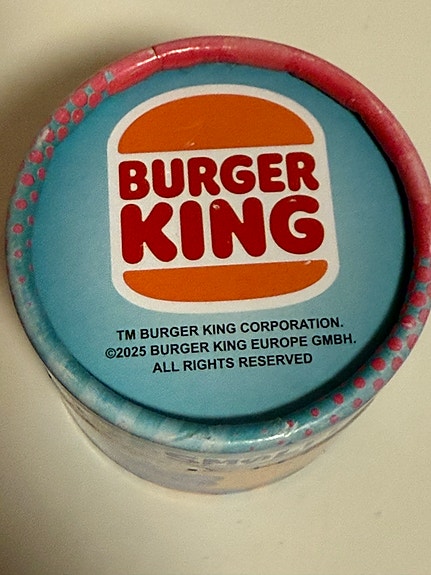 BURGER
KING
TM BURGER KING CORPORATION.
©2025 BURGER KING EUROPE GMBH.
ALL RIGHTS RESERVED